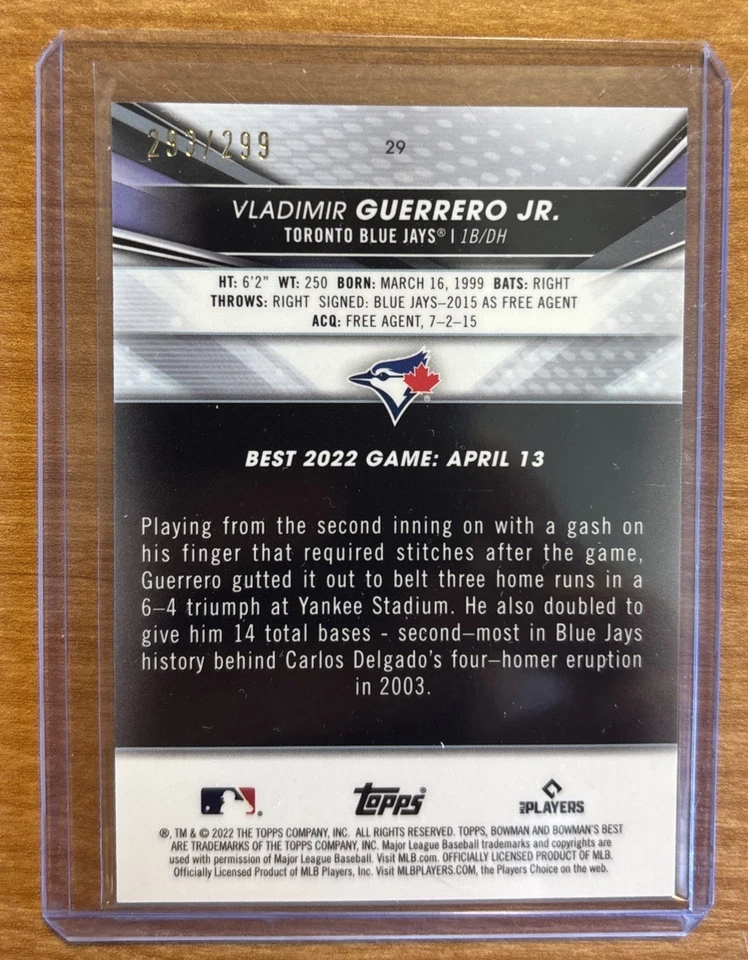 293/299
29
VLADIMIR GUERRERO JR.
TORONTO BLUE JAYS® | 1B/DH
HT: 6'2" WT: 250 BORN: MARCH 16, 1999 BATS: RIGHT
THROWS: RIGHT SIGNED: BLUE JAYS–2015 AS FREE AGENT
ACQ: FREE AGENT, 7–2–15
®
BEST 2022 GAME: APRIL 13
Playing from the second inning on with a gash on
his finger that required stitches after the game,
Guerrero gutted it out to belt three home runs in a
6–4 triumph at Yankee Stadium. He also doubled to
give him 14 total bases - second–most in Blue Jays
history behind Carlos Delgado's four–homer eruption
in 2003.
topps®
MLB PLAYERS
®, TM & © 2022 THE TOPPS COMPANY, INC. ALL RIGHTS RESERVED. TOPPS, BOWMAN AND BOWMAN'S BEST
ARE TRADEMARKS OF THE TOPPS COMPANY, INC. Major League Baseball trademarks and copyrights are
used with permission of Major League Baseball. Visit MLB.com. OFFICIALLY LICENSED PRODUCT OF MLB.
Officially Licensed Product of MLB Players, Inc. Visit MLBPLAYERS.COM, the Players Choice on the web.